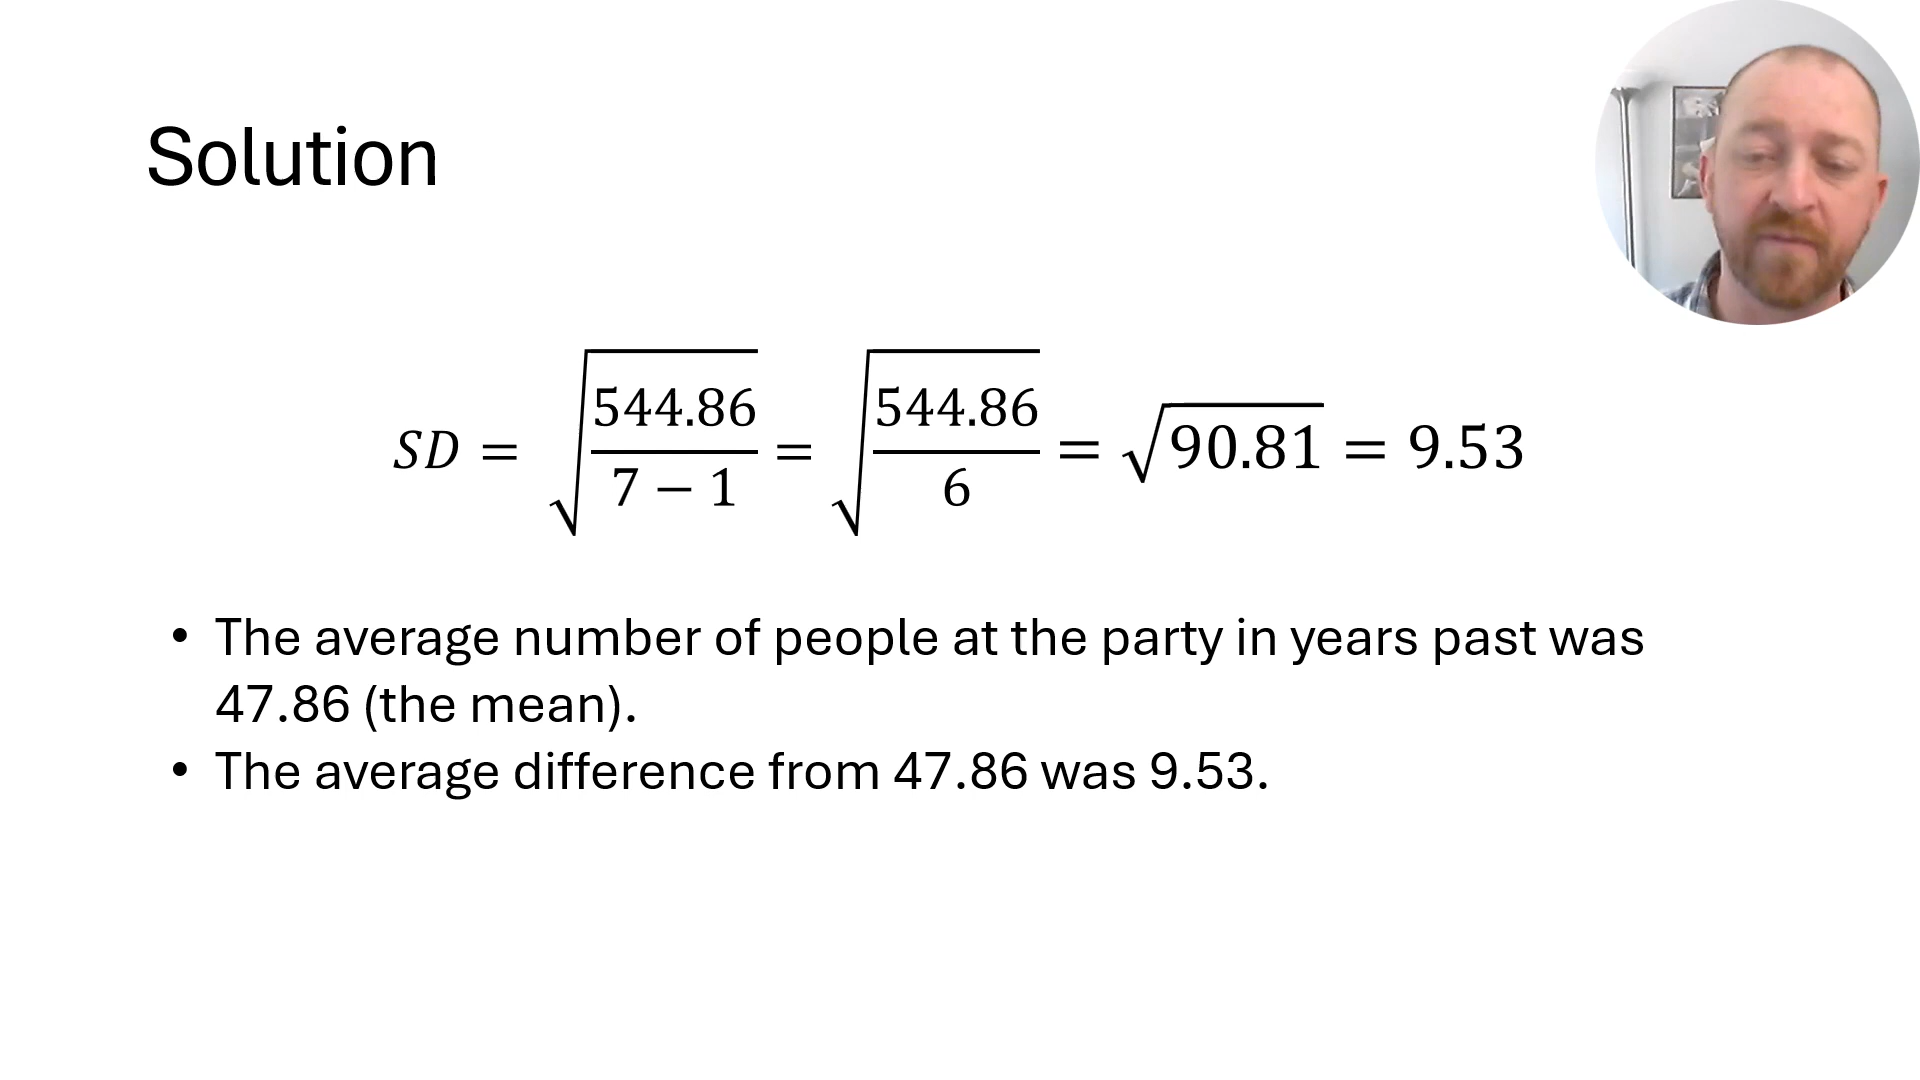 Solution
SD = √(544.86 / (7 − 1)) = √(544.86 / 6) = √90.81 = 9.53
• The average number of people at the party in years past was
47.86 (the mean).
• The average difference from 47.86 was 9.53.